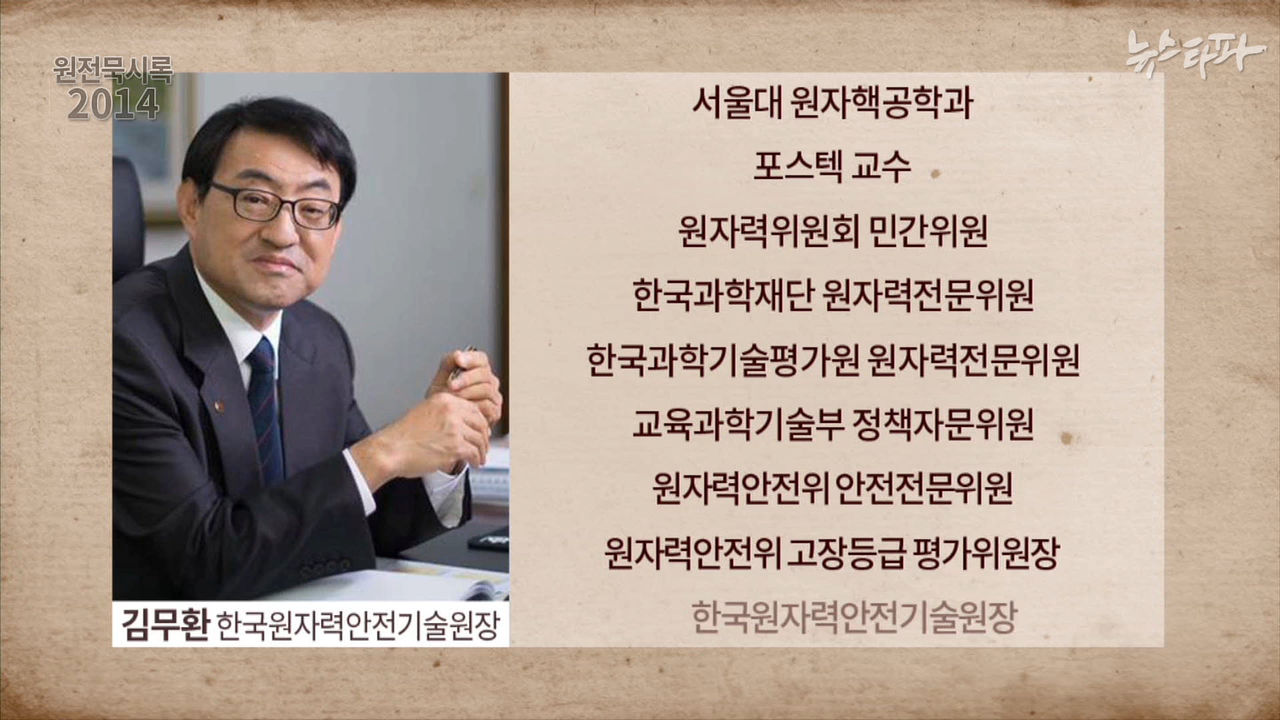 원전묵시록
2014
뉴스타파
서울대 원자핵공학과
포스텍 교수
원자력위원회 민간위원
한국과학재단 원자력전문위원
한국과학기술평가원 원자력전문위원
교육과학기술부 정책자문위원
원자력안전위 안전전문위원
원자력안전위 고장등급 평가위원장
한국원자력안전기술원장
김무환 한국원자력안전기술원장